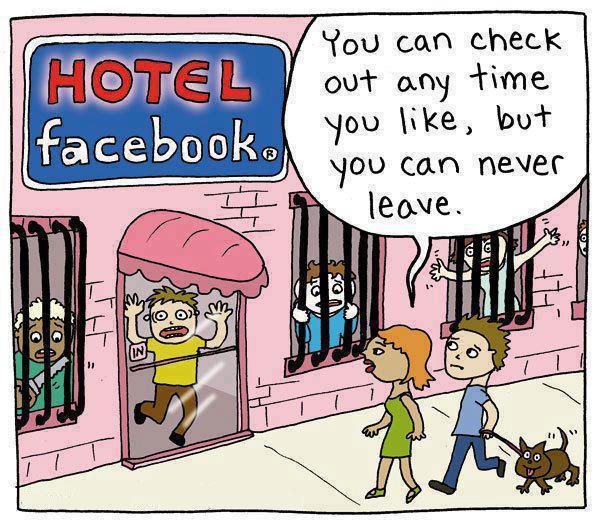 HOTEL
facebook®
You can check
out any time
you like, but
you can never
leave.
IN